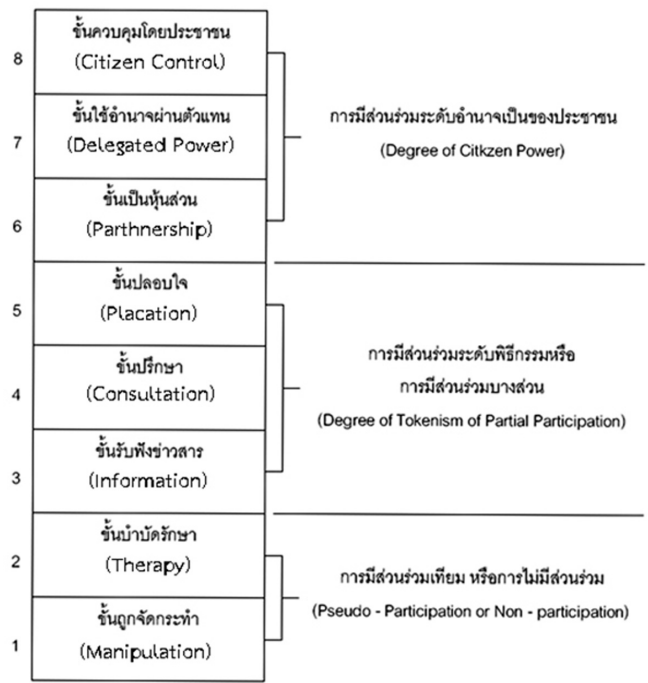 8
ขั้นควบคุมโดยประชาชน
(Citizen Control)
7
ขั้นใช้อำนาจผ่านตัวแทน
(Delegated Power)
6
ขั้นเป็นหุ้นส่วน
(Parthnership)
การมีส่วนร่วมระดับอำนาจเป็นของประชาชน
(Degree of Citkzen Power)
5
ขั้นปลอบใจ
(Placation)
4
ขั้นปรึกษา
(Consultation)
3
ขั้นรับฟังข่าวสาร
(Information)
การมีส่วนร่วมระดับพิธีกรรมหรือ
การมีส่วนร่วมบางส่วน
(Degree of Tokenism of Partial Participation)
2
ขั้นบำบัดรักษา
(Therapy)
1
ขั้นถูกจัดกระทำ
(Manipulation)
การมีส่วนร่วมเทียม หรือการไม่มีส่วนร่วม
(Pseudo - Participation or Non - participation)